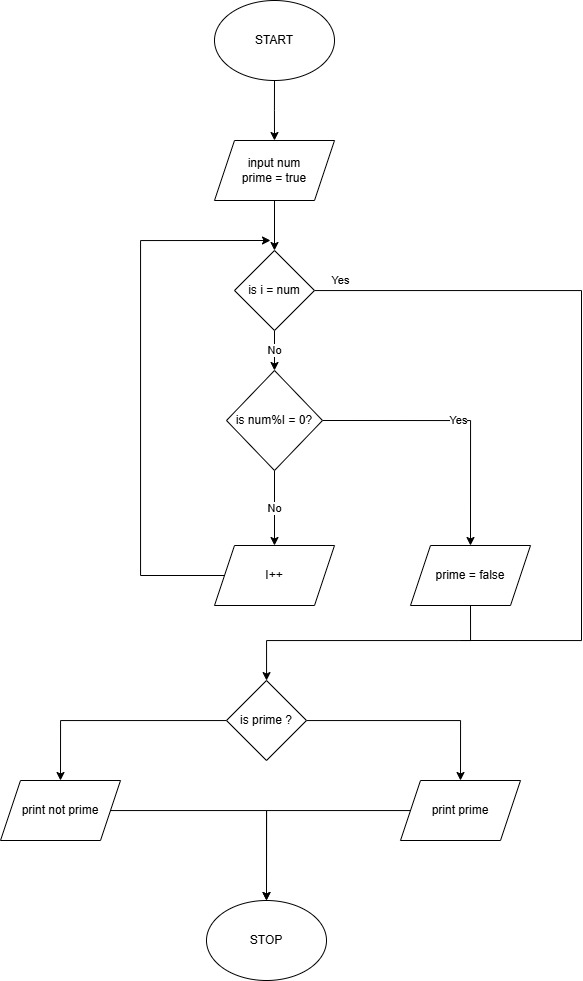 START
input num
prime = true
is i = num
Yes
No
is num%I = 0?
Yes
No
I++
prime = false
is prime ?
print not prime
print prime
STOP